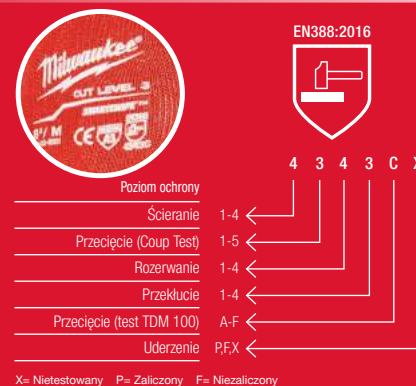 EN388:2016
Milwaukee
CUT LEVEL 3
4 3 4 3 C X
Poziom ochrony
Ścieranie 1-4
Przecięcie (Coup Test) 1-5
Rozerwanie 1-4
Przekłucie 1-4
Przecięcie (test TDM 100) A-F
Uderzenie P,F,X
X= Nietestowany P= Zaliczony F= Niezaliczony